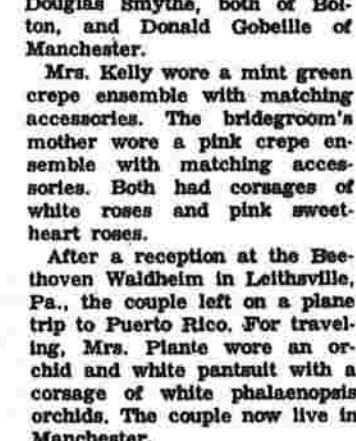 Douglas Smythe, both of Bol-
ton, and Donald Gobeille of
Manchester.
Mrs. Kelly wore a mint green
crepe ensemble with matching
accessories. The bridegroom's
mother wore a pink crepe en-
semble with matching acces-
sories. Both had corsages of
white roses and pink sweet-
heart roses.
After a reception at the Bee-
thoven Waldheim in Leithsville,
Pa., the couple left on a plane
trip to Puerto Rico. For travel-
ing, Mrs. Plante wore an or-
chid and white pantsuit with a
corsage of white phalaenopsis
orchids. The couple now live in
Manchester.